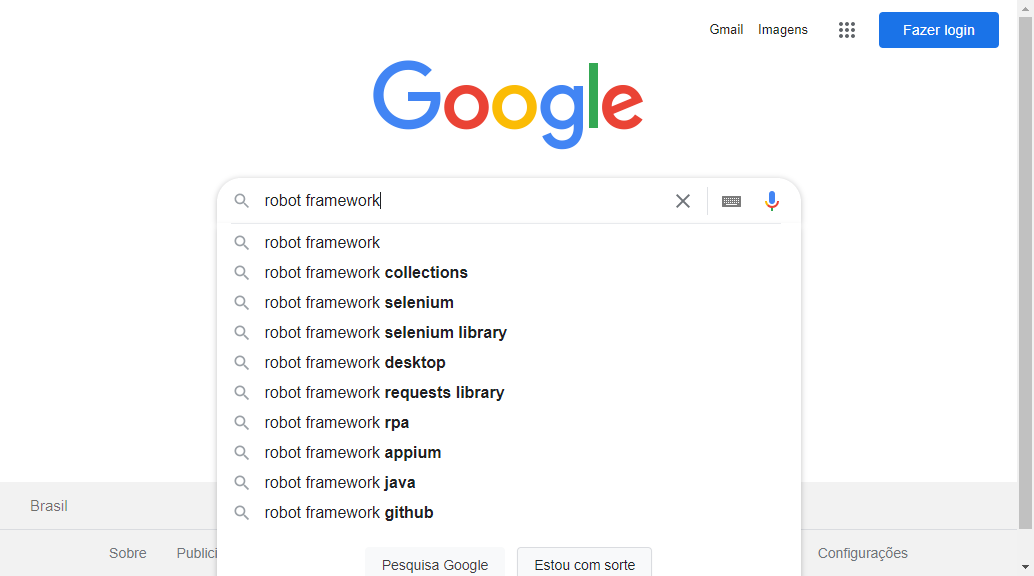 Gmail Imagens Fazer login
Google
robot framework
robot framework
robot framework collections
robot framework selenium
robot framework selenium library
robot framework desktop
robot framework requests library
robot framework rpa
robot framework appium
robot framework java
robot framework github
Brasil
Sobre Publici Configurações
Pesquisa Google Estou com sorte